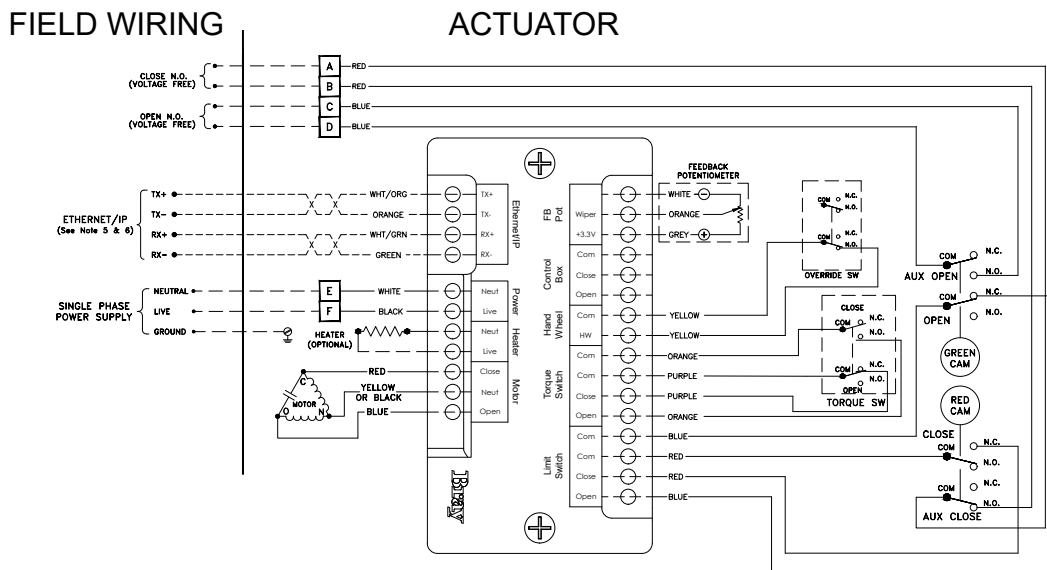 FIELD WIRING
ACTUATOR
CLOSE N.O.
(VOLTAGE FREE)
A RED
B RED
OPEN N.O.
(VOLTAGE FREE)
C BLUE
D BLUE
ETHERNET/IP
(See Note 5 & 6)
TX+ WHT/ORG TX+
TX- ORANGE TX-
RX+ WHT/GRN RX+
RX- GREEN RX-
Ethernet/IP
X X
X X
SINGLE PHASE
POWER SUPPLY
NEUTRAL E WHITE Neut
LIVE F BLACK Live
GROUND
Power
HEATER
(OPTIONAL)
Neut
Live
Heater
RED Close
YELLOW
OR BLACK
Neut
BLUE Open
Motor
C
MOTOR
O N
Bray
FEEDBACK
POTENTIOMETER
WHITE
Wiper ORANGE
+3.3V GREY
FB
Pot
Com
Close
Open
Control
Box
Com YELLOW
HW YELLOW
Hand
Wheel
Com ORANGE
Com PURPLE
Close PURPLE
Open ORANGE
Torque
Switch
Com BLUE
Com RED
Close RED
Open BLUE
Limit
Switch
COM N.C.
N.O.
COM N.C.
N.O.
OVERRIDE SW
CLOSE
COM N.C.
N.O.
COM N.C.
N.O.
OPEN
TORQUE SW
COM N.C.
N.O.
AUX OPEN
COM N.C.
N.O.
OPEN
GREEN
CAM
RED
CAM
CLOSE
COM N.C.
N.O.
COM N.C.
N.O.
AUX CLOSE